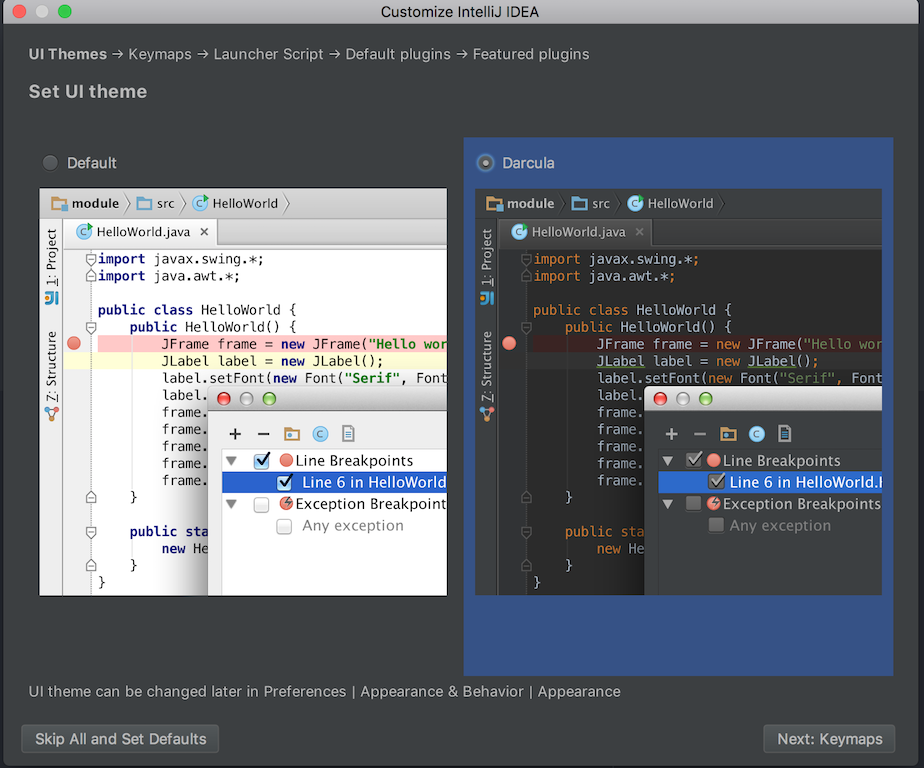 Customize IntelliJ IDEA
UI Themes → Keymaps → Launcher Script → Default plugins → Featured plugins
Set UI theme
Default
module src HelloWorld
HelloWorld.java ×
1: Project
Z: Structure
import javax.swing.*;
import java.awt.*;
public class HelloWorld {
public HelloWorld() {
JFrame frame = new JFrame("Hello wor
JLabel label = new JLabel();
label.setFont(new Font("Serif", Font
label.
frame.
frame.
frame.
frame.
frame.
}
public sta
new He
}
}
Line Breakpoints
Line 6 in HelloWorld
Exception Breakpoint
Any exception
Darcula
module src HelloWorld
HelloWorld.java ×
1: Project
Z: Structure
import javax.swing.*;
import java.awt.*;
public class HelloWorld {
public HelloWorld() {
JFrame frame = new JFrame("Hello wor
JLabel label = new JLabel();
label.setFont(new Font("Serif", Font
label.
frame.
frame.
frame.
frame.
frame.
}
public sta
new He
}
}
Line Breakpoints
Line 6 in HelloWorld.
Exception Breakpoints
Any exception
UI theme can be changed later in Preferences | Appearance & Behavior | Appearance
Skip All and Set Defaults
Next: Keymaps